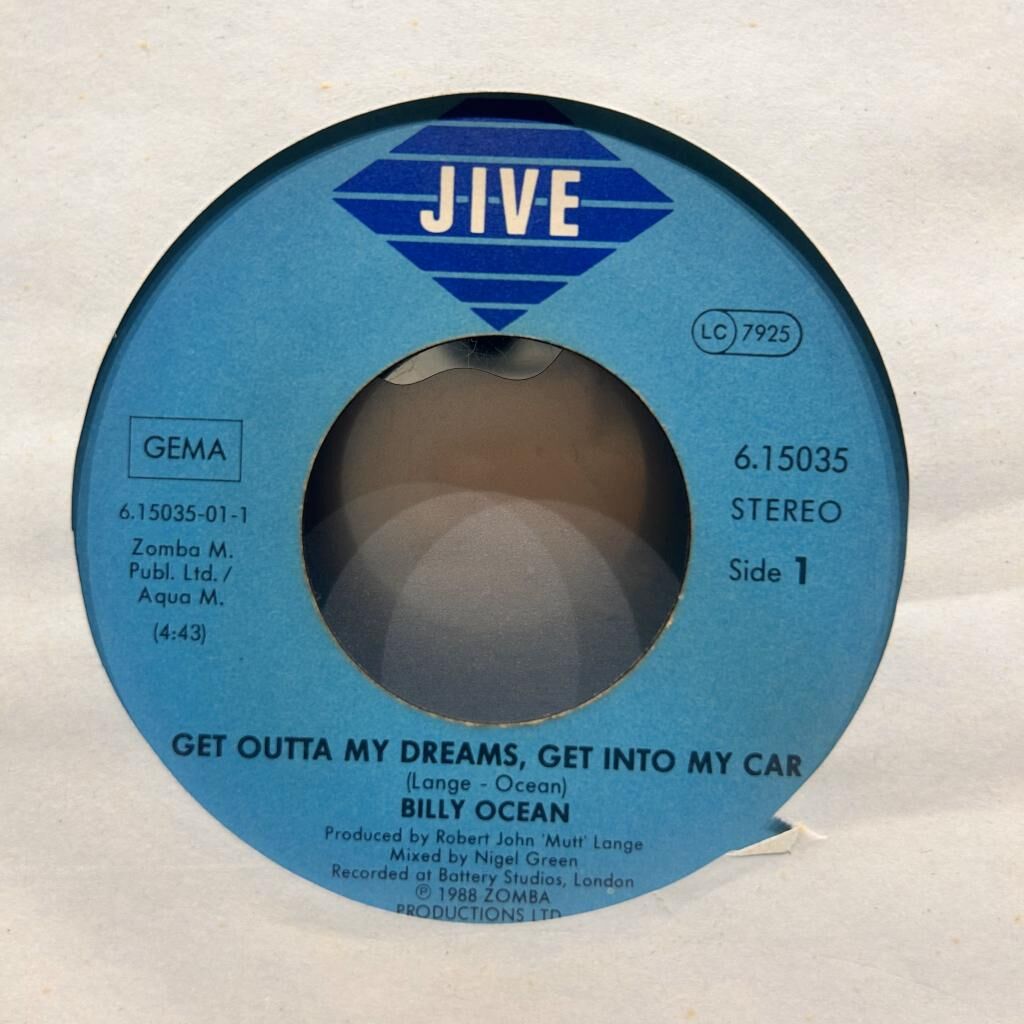 JIVE
LC 7925
GEMA
6.15035-01-1
Zomba M.
Publ. Ltd. /
Aqua M.
(4:43)
6.15035
STEREO
Side 1
GET OUTTA MY DREAMS, GET INTO MY CAR
(Lange - Ocean)
BILLY OCEAN
Produced by Robert John 'Mutt' Lange
Mixed by Nigel Green
Recorded at Battery Studios, London
℗ 1988 ZOMBA
PRODUCTIONS LTD